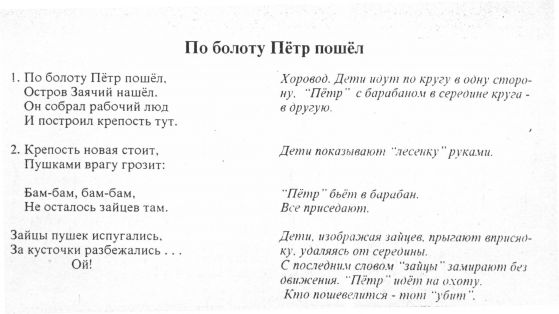 По болоту Пётр пошёл
1. По болоту Пётр пошёл,
Остров Заячий нашёл.
Он собрал рабочий люд
И построил крепость тут.
Хоровод. Дети идут по кругу в одну сторо-
ну, "Пётр" с барабаном в середине круга -
в другую.
2. Крепость новая стоит,
Пушками врагу грозит:
Дети показывают "лесенку" руками.
Бам-бам, бам-бам,
Не осталось зайцев там.
"Пётр" бьёт в барабан.
Все приседают.
Зайцы пушек испугались,
За кусточки разбежались . . .
Ой!
Дети, изображая зайцев, прыгают вприсяд-
ку, удаляясь от середины.
С последним словом "зайцы" замирают без
движения. "Пётр" идёт на охоту.
Кто пошевелится - тот "убит".